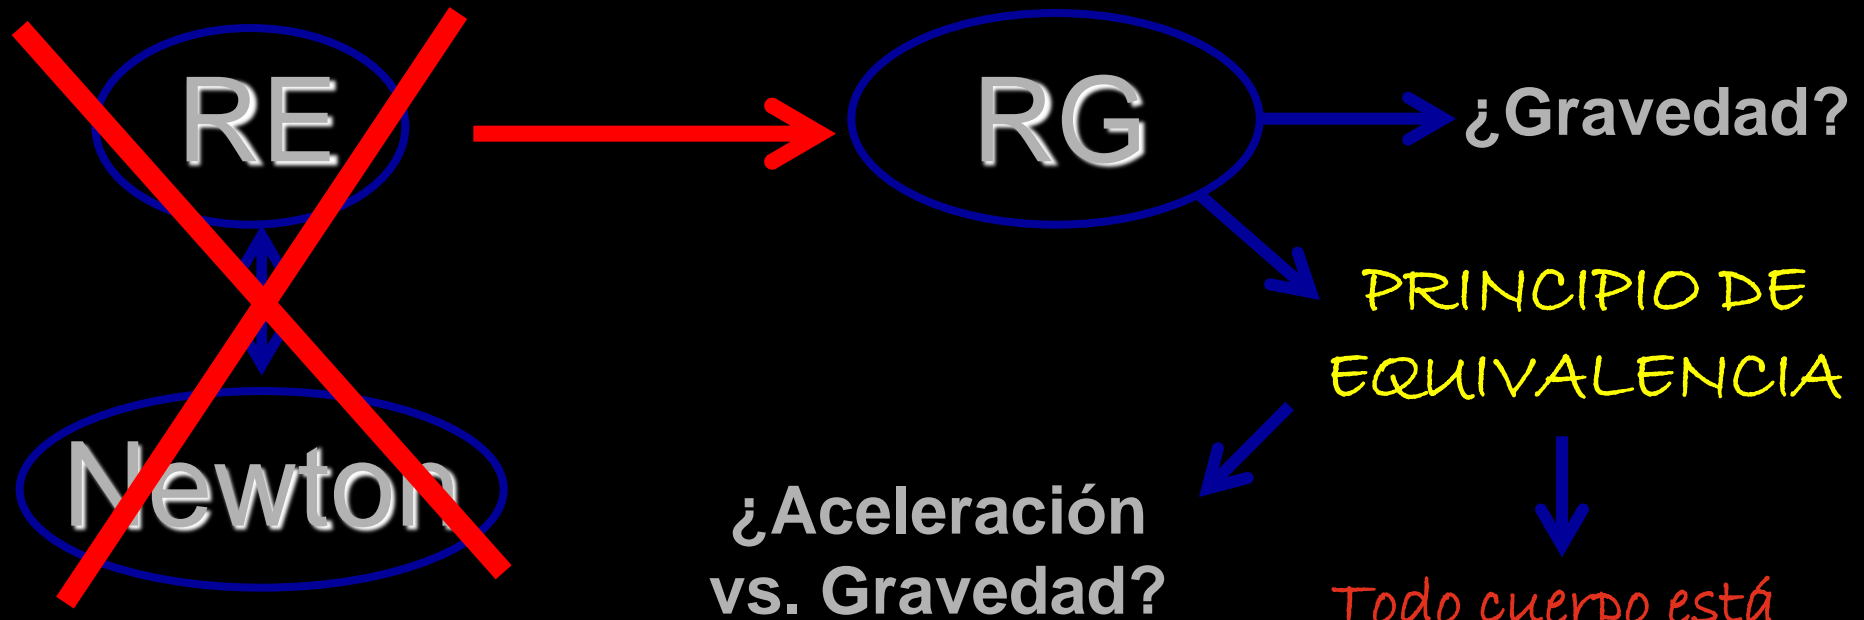 RE
RG
¿Gravedad?
PRINCIPIO DE
EQUIVALENCIA
Newton
¿Aceleración
vs. Gravedad?
Todo cuerpo está